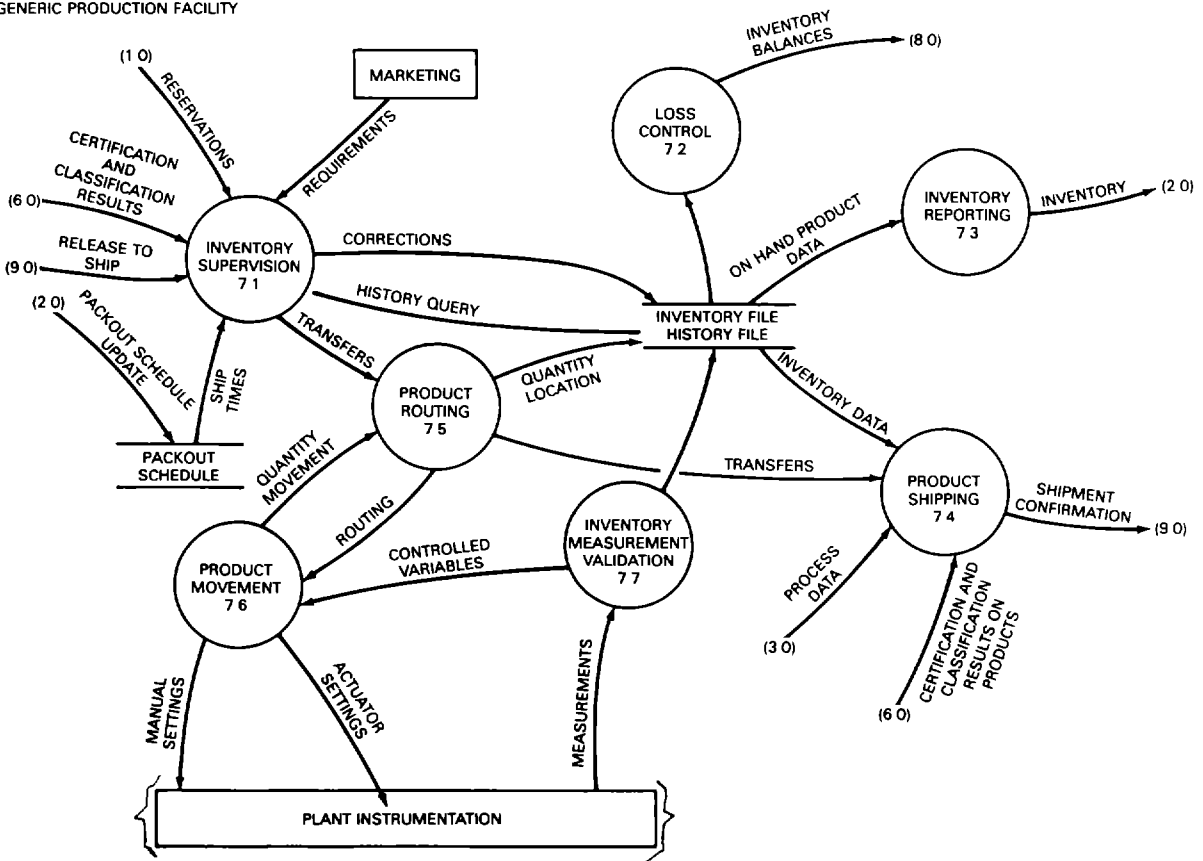 GENERIC PRODUCTION FACILITY
(1 0)
RESERVATIONS
MARKETING
REQUIREMENTS
CERTIFICATION
AND
CLASSIFICATION
RESULTS
(6 0)
RELEASE TO
SHIP
(9 0)
(2 0)
PACKOUT SCHEDULE
UPDATE
SHIP
TIMES
PACKOUT
SCHEDULE
INVENTORY
SUPERVISION
7 1
CORRECTIONS
HISTORY QUERY
TRANSFERS
INVENTORY
BALANCES
(8 0)
LOSS
CONTROL
7 2
ON HAND PRODUCT
DATA
INVENTORY
REPORTING
7 3
INVENTORY
(2 0)
INVENTORY FILE
HISTORY FILE
PRODUCT
ROUTING
7 5
QUANTITY
LOCATION
INVENTORY DATA
QUANTITY
MOVEMENT
ROUTING
TRANSFERS
PRODUCT
SHIPPING
7 4
SHIPMENT
CONFIRMATION
(9 0)
PRODUCT
MOVEMENT
7 6
CONTROLLED
VARIABLES
INVENTORY
MEASUREMENT
VALIDATION
7 7
PROCESS
DATA
(3 0)
CERTIFICATION AND
CLASSIFICATION
RESULTS ON
PRODUCTS
(6 0)
MANUAL
SETTINGS
ACTUATOR
SETTINGS
MEASUREMENTS
PLANT INSTRUMENTATION